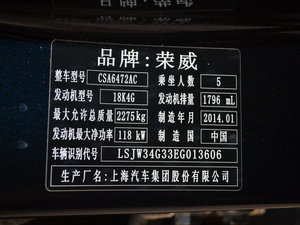 品牌:荣威
整车型号 CSA6472AC 乘坐人数 5
发动机型号 18K4G 发动机排量 1796 mL
最大允许总质量 2275kg 制造年月 2014.01
发动机最大净功率 118 kW 制造国 中国
车辆识别代号 LSJW34G33EG013606
生产厂名:上海汽车集团股份有限公司